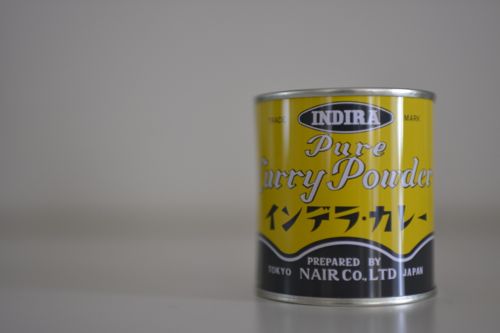 TRADE INDIRA MARK
Pure
Curry Powder
インデラ・カレー
PREPARED BY
TOKYO NAIR CO., LTD JAPAN